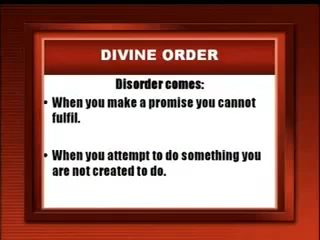 DIVINE ORDER
Disorder comes:
• When you make a promise you cannot
fulfil.
• When you attempt to do something you
are not created to do.